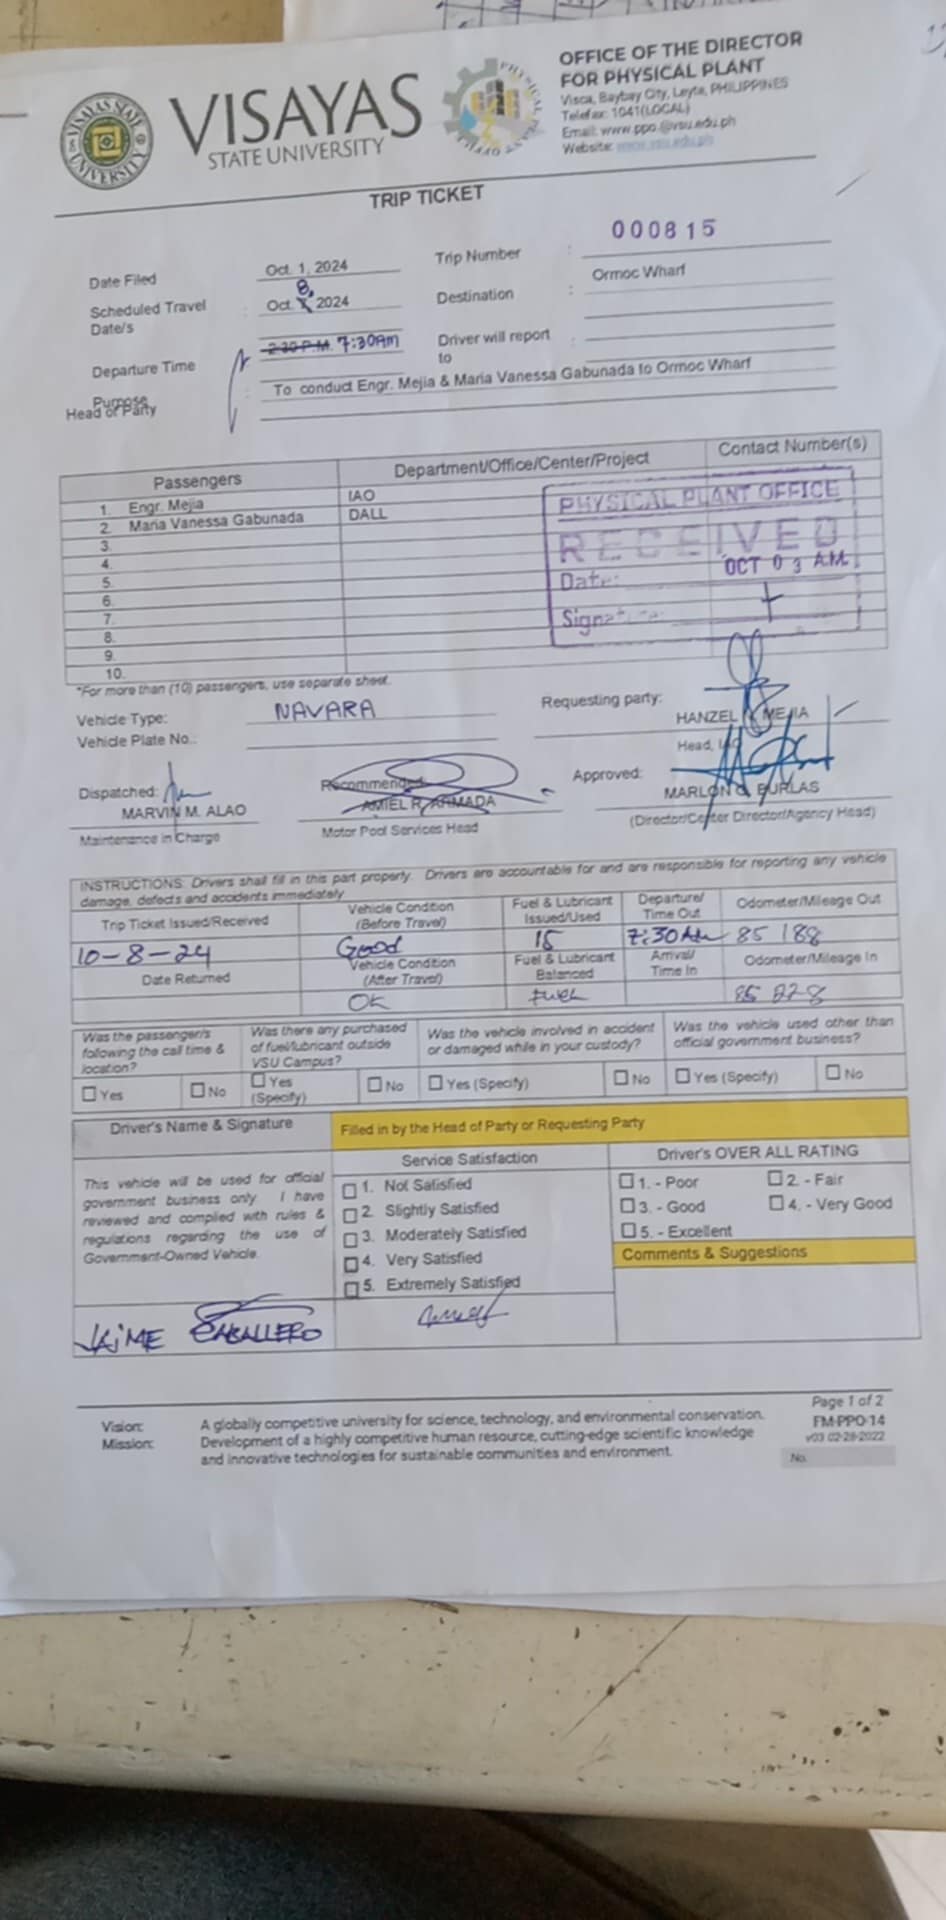 VISAYAS
STATE UNIVERSITY
OFFICE OF THE DIRECTOR
FOR PHYSICAL PLANT
Visca, Baybay City, Leyte, PHILIPPINES
Telefax: 1041(LOCAL)
Email: www.ppo.@vsu.edu.ph
Website: www.vsu.edu.ph
TRIP TICKET
Date Filed Oct. 1, 2024 Trip Number : 000815
Scheduled Travel Date/s : Oct. 8, 2024 Destination : Ormoc Wharf
Departure Time 2:30 P.M. 7:30AM Driver will report to :
Purpose : To conduct Engr. Mejia & Maria Vanessa Gabunada to Ormoc Wharf
Head of Party
Passengers Department/Office/Center/Project Contact Number(s)
1. Engr. Mejia IAO
2. Maria Vanessa Gabunada DALL
3.
4.
5.
6.
7.
8.
9.
10.
PHYSICAL PLANT OFFICE
RECEIVED
Date: OCT 03 A.M.
Signature:
*For more than (10) passengers, use separate sheet.
Vehicle Type: NAVARA Requesting party:
HANZEL MEJIA
Vehicle Plate No.:
Head, IAO
Dispatched: Recommended Approved:
MARVIN M. ALAO AMIEL R. ARMADA MARLON G. BURLAS
Maintenance in Charge Motor Pool Services Head (Director/Center Director/Agency Head)
INSTRUCTIONS: Drivers shall fill in this part properly. Drivers are accountable for and are responsible for reporting any vehicle
damage, defects and accidents immediately
Trip Ticket Issued/Received Vehicle Condition (Before Travel) Fuel & Lubricant Issued/Used Departure/ Time Out Odometer/Mileage Out
10-8-24 Good 15 7:30 AM 85 188
Date Returned Vehicle Condition (After Travel) Fuel & Lubricant Balanced Arrival/ Time In Odometer/Mileage In
OK Fuel 85 228
Was the passenger/s following the call time & location? Was there any purchased of fuel/lubricant outside VSU Campus? Was the vehicle involved in accident or damaged while in your custody? Was the vehicle used other than official government business?
Yes No Yes (Specify) No Yes (Specify) No Yes (Specify) No
Driver's Name & Signature Filled in by the Head of Party or Requesting Party
Service Satisfaction Driver's OVER ALL RATING
This vehicle will be used for official
government business only. I have
reviewed and complied with rules &
regulations regarding the use of
Government-Owned Vehicle.
1. Not Satisfied
2. Slightly Satisfied
3. Moderately Satisfied
4. Very Satisfied
5. Extremely Satisfied
1. - Poor 2. - Fair
3. - Good 4. - Very Good
5. - Excellent
Comments & Suggestions
JAIME CABALLERO
Page 1 of 2
FM-PPO-14
v03 02-28-2022
No.
Vision: A globally competitive university for science, technology, and environmental conservation.
Mission: Development of a highly competitive human resource, cutting-edge scientific knowledge
and innovative technologies for sustainable communities and environment.